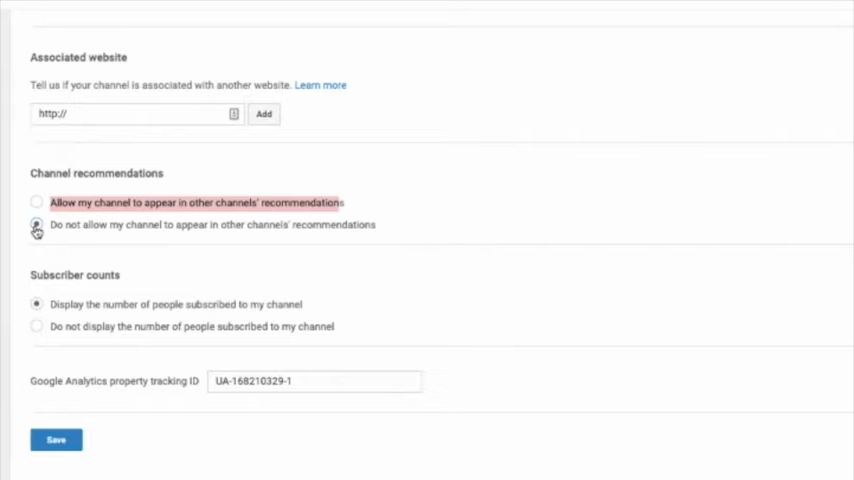 Associated website
Tell us if your channel is associated with another website. Learn more
http://
Add
Channel recommendations
Allow my channel to appear in other channels' recommendations
Do not allow my channel to appear in other channels' recommendations
Subscriber counts
Display the number of people subscribed to my channel
Do not display the number of people subscribed to my channel
Google Analytics property tracking ID UA-168210329-1
Save